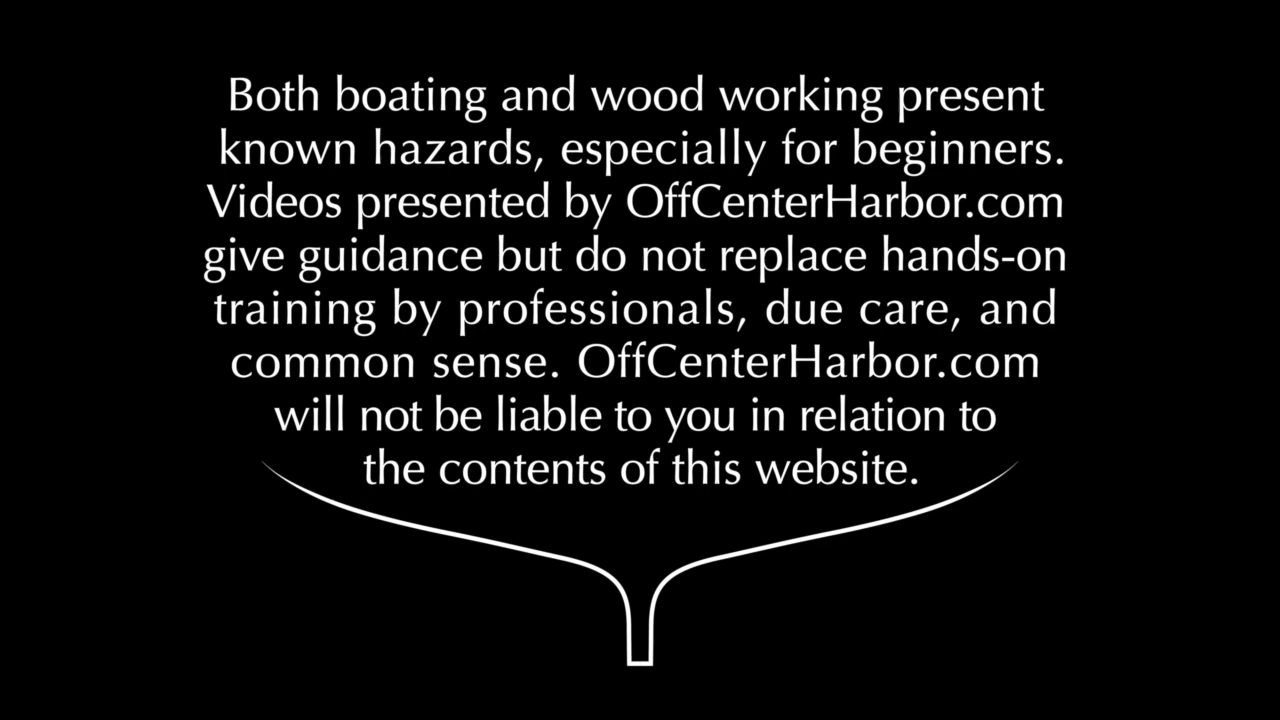 Both boating and wood working present
known hazards, especially for beginners.
Videos presented by OffCenterHarbor.com
give guidance but do not replace hands-on
training by professionals, due care, and
common sense. OffCenterHarbor.com
will not be liable to you in relation to
the contents of this website.